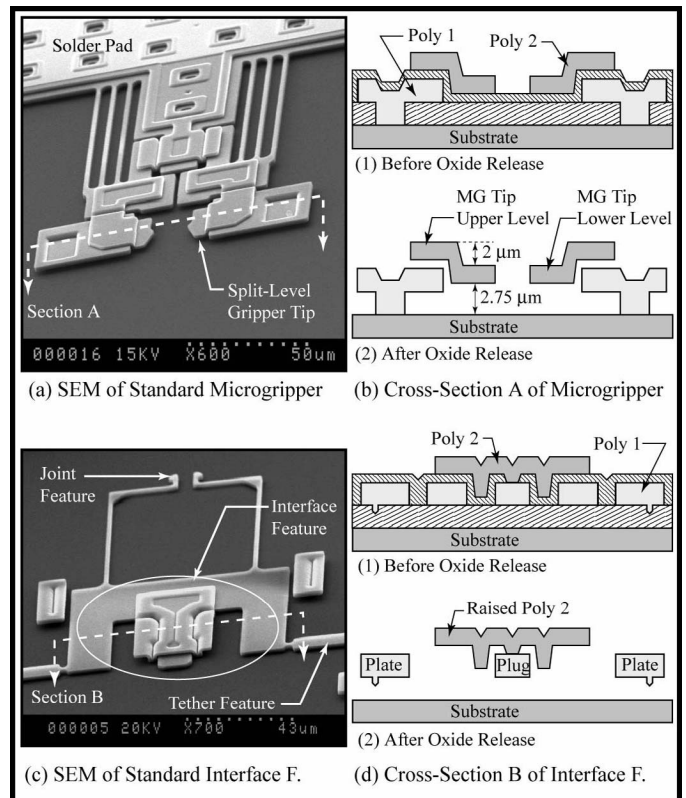 Solder Pad
Section A
Split-Level
Gripper Tip
000016 15KV X600 50um
(a) SEM of Standard Microgripper
Poly 1
Poly 2
Substrate
(1) Before Oxide Release
MG Tip
Upper Level
MG Tip
Lower Level
2 μm
2.75 μm
Substrate
(2) After Oxide Release
(b) Cross-Section A of Microgripper
Joint
Feature
Interface
Feature
Section B
Tether Feature
000005 20KV X700 43um
(c) SEM of Standard Interface F.
Poly 2
Poly 1
Substrate
(1) Before Oxide Release
Raised Poly 2
Plate
Plug
Plate
Substrate
(2) After Oxide Release
(d) Cross-Section B of Interface F.